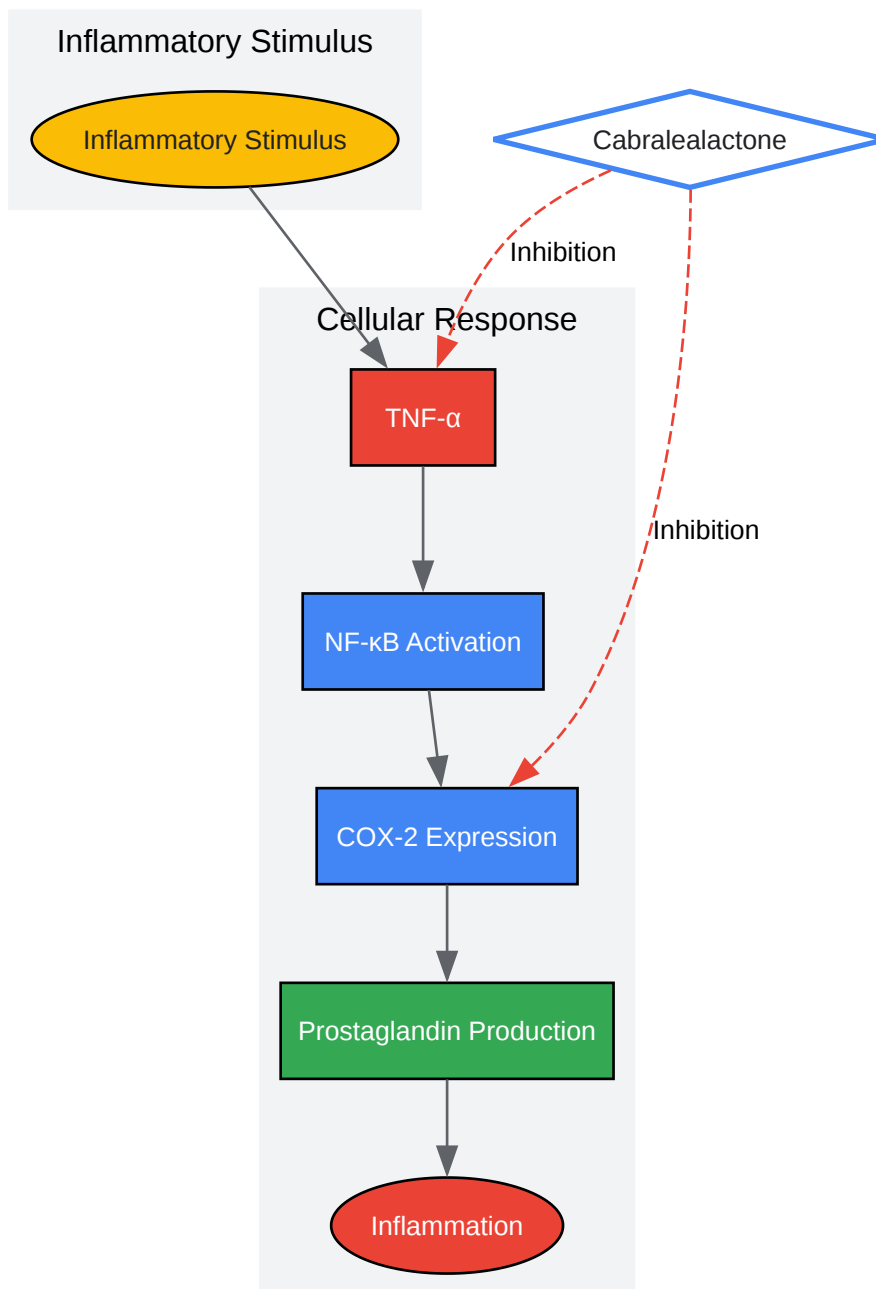 Inflammatory Stimulus
Inflammatory Stimulus
Cabralealactone
Inhibition
Cellular Response
TNF-α
Inhibition
NF-κB Activation
COX-2 Expression
Prostaglandin Production
Inflammation